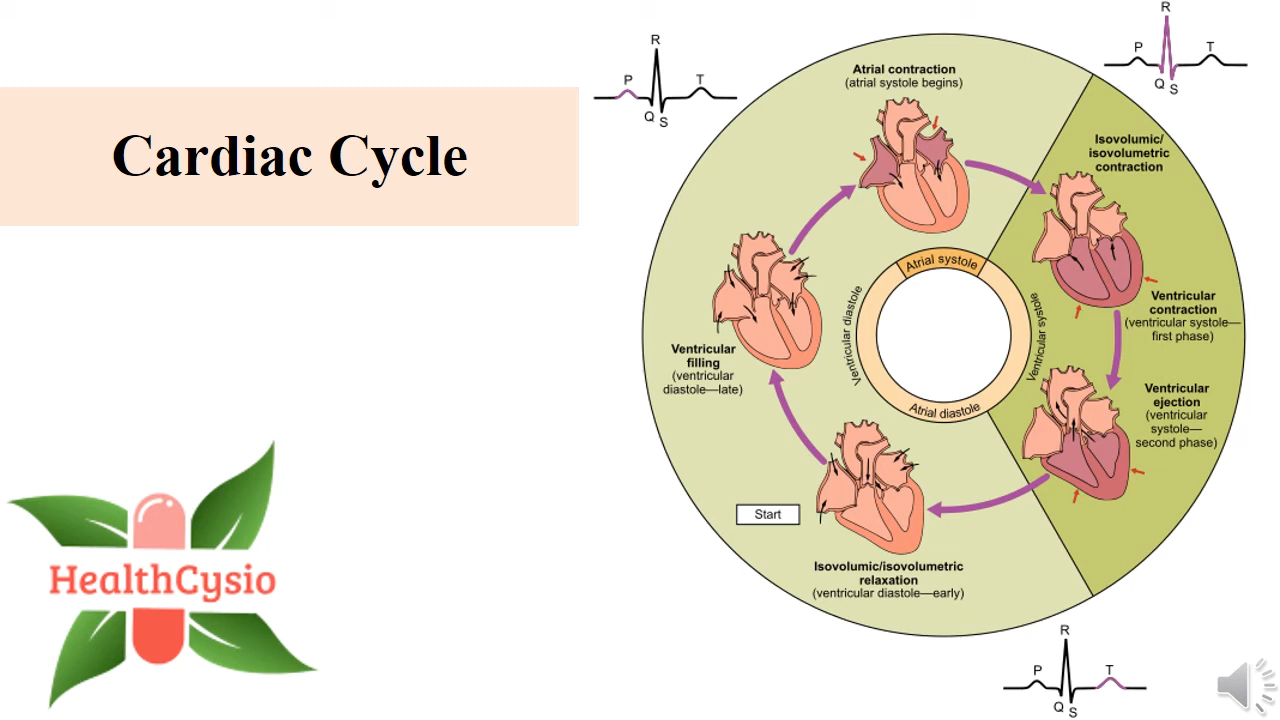 Cardiac Cycle
HealthCysio
P
R
Q
S
T
P
R
Q
S
T
Atrial contraction
(atrial systole begins)
Isovolumic/
isovolumetric
contraction
Ventricular
contraction
(ventricular systole—
first phase)
Ventricular
ejection
(ventricular
systole—
second phase)
Isovolumic/isovolumetric
relaxation
(ventricular diastole—early)
Start
Ventricular
filling
(ventricular
diastole—late)
Atrial systole
Ventricular systole
Atrial diastole
Ventricular diastole
P
R
Q
S
T